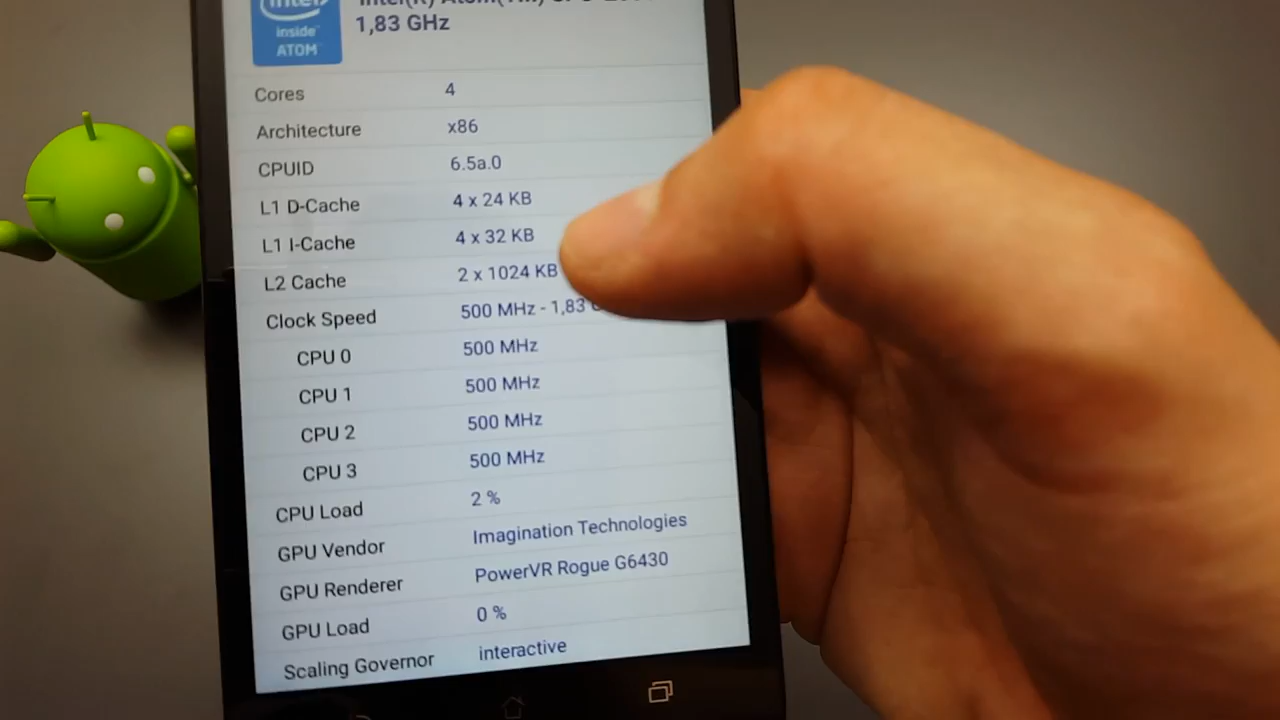 intel
inside™
ATOM™
1,83 GHz
Cores 4
Architecture x86
CPUID 6.5a.0
L1 D-Cache 4 x 24 KB
L1 I-Cache 4 x 32 KB
L2 Cache 2 x 1024 KB
Clock Speed 500 MHz - 1,83
CPU 0 500 MHz
CPU 1 500 MHz
CPU 2 500 MHz
CPU 3 500 MHz
CPU Load 2 %
GPU Vendor Imagination Technologies
GPU Renderer PowerVR Rogue G6430
GPU Load 0 %
Scaling Governor interactive